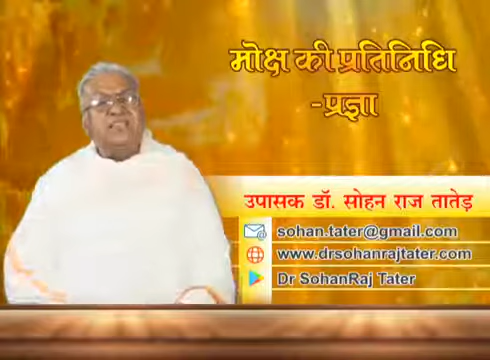 मोक्ष की प्रतिनिधि
-प्रज्ञा
उपासक डॉ. सोहन राज तातेड़
sohan.tater@gmail.com
www.drsohanrajtater.com
Dr SohanRaj Tater